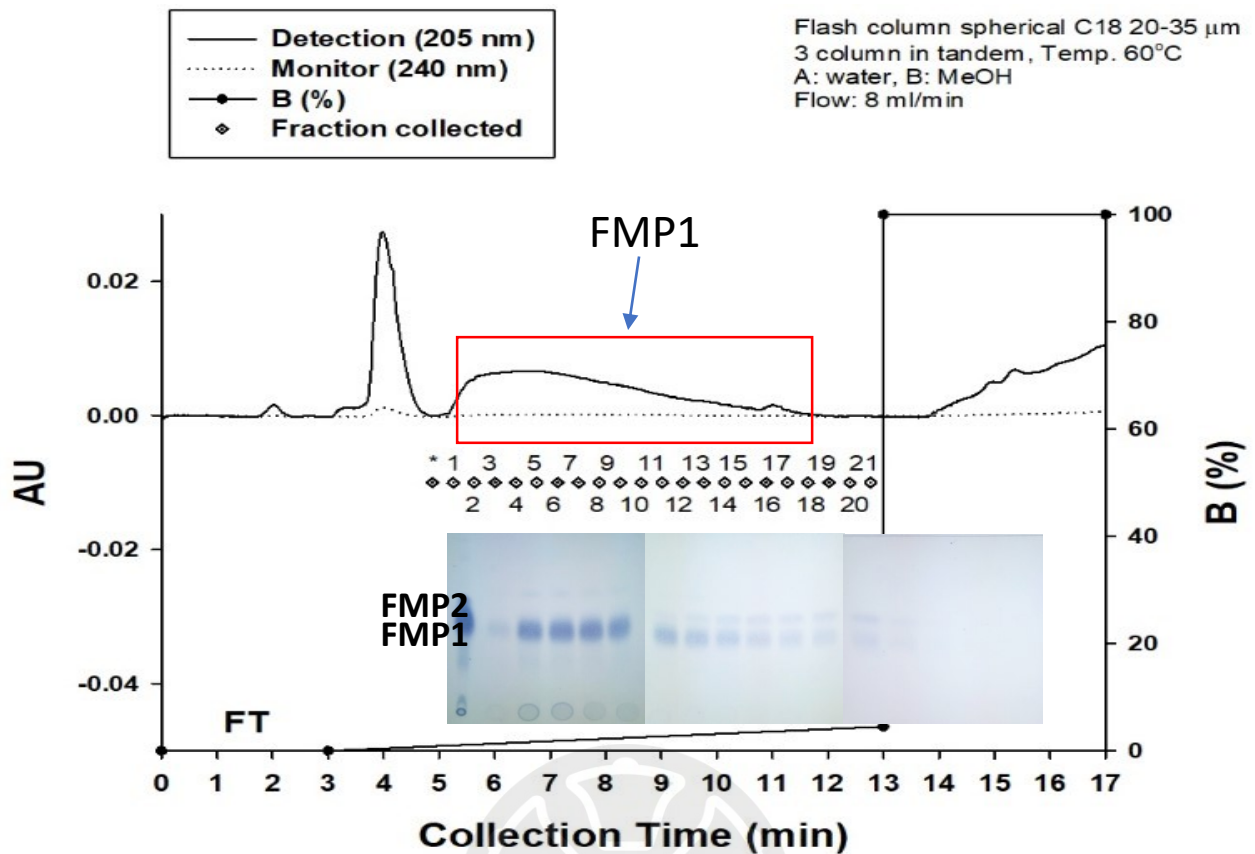 Detection (205 nm)
Monitor (240 nm)
B (%)
Fraction collected
Flash column spherical C18 20-35 μm
3 column in tandem, Temp. 60°C
A: water, B: MeOH
Flow: 8 ml/min
FMP1
0.02
0.00
-0.02
-0.04
AU
100
80
60
40
20
0
B (%)
* 1 3 5 7 9 11 13 15 17 19 21
2 4 6 8 10 12 14 16 18 20
FMP2
FMP1
FT
0 1 2 3 4 5 6 7 8 9 10 11 12 13 14 15 16 17
Collection Time (min)